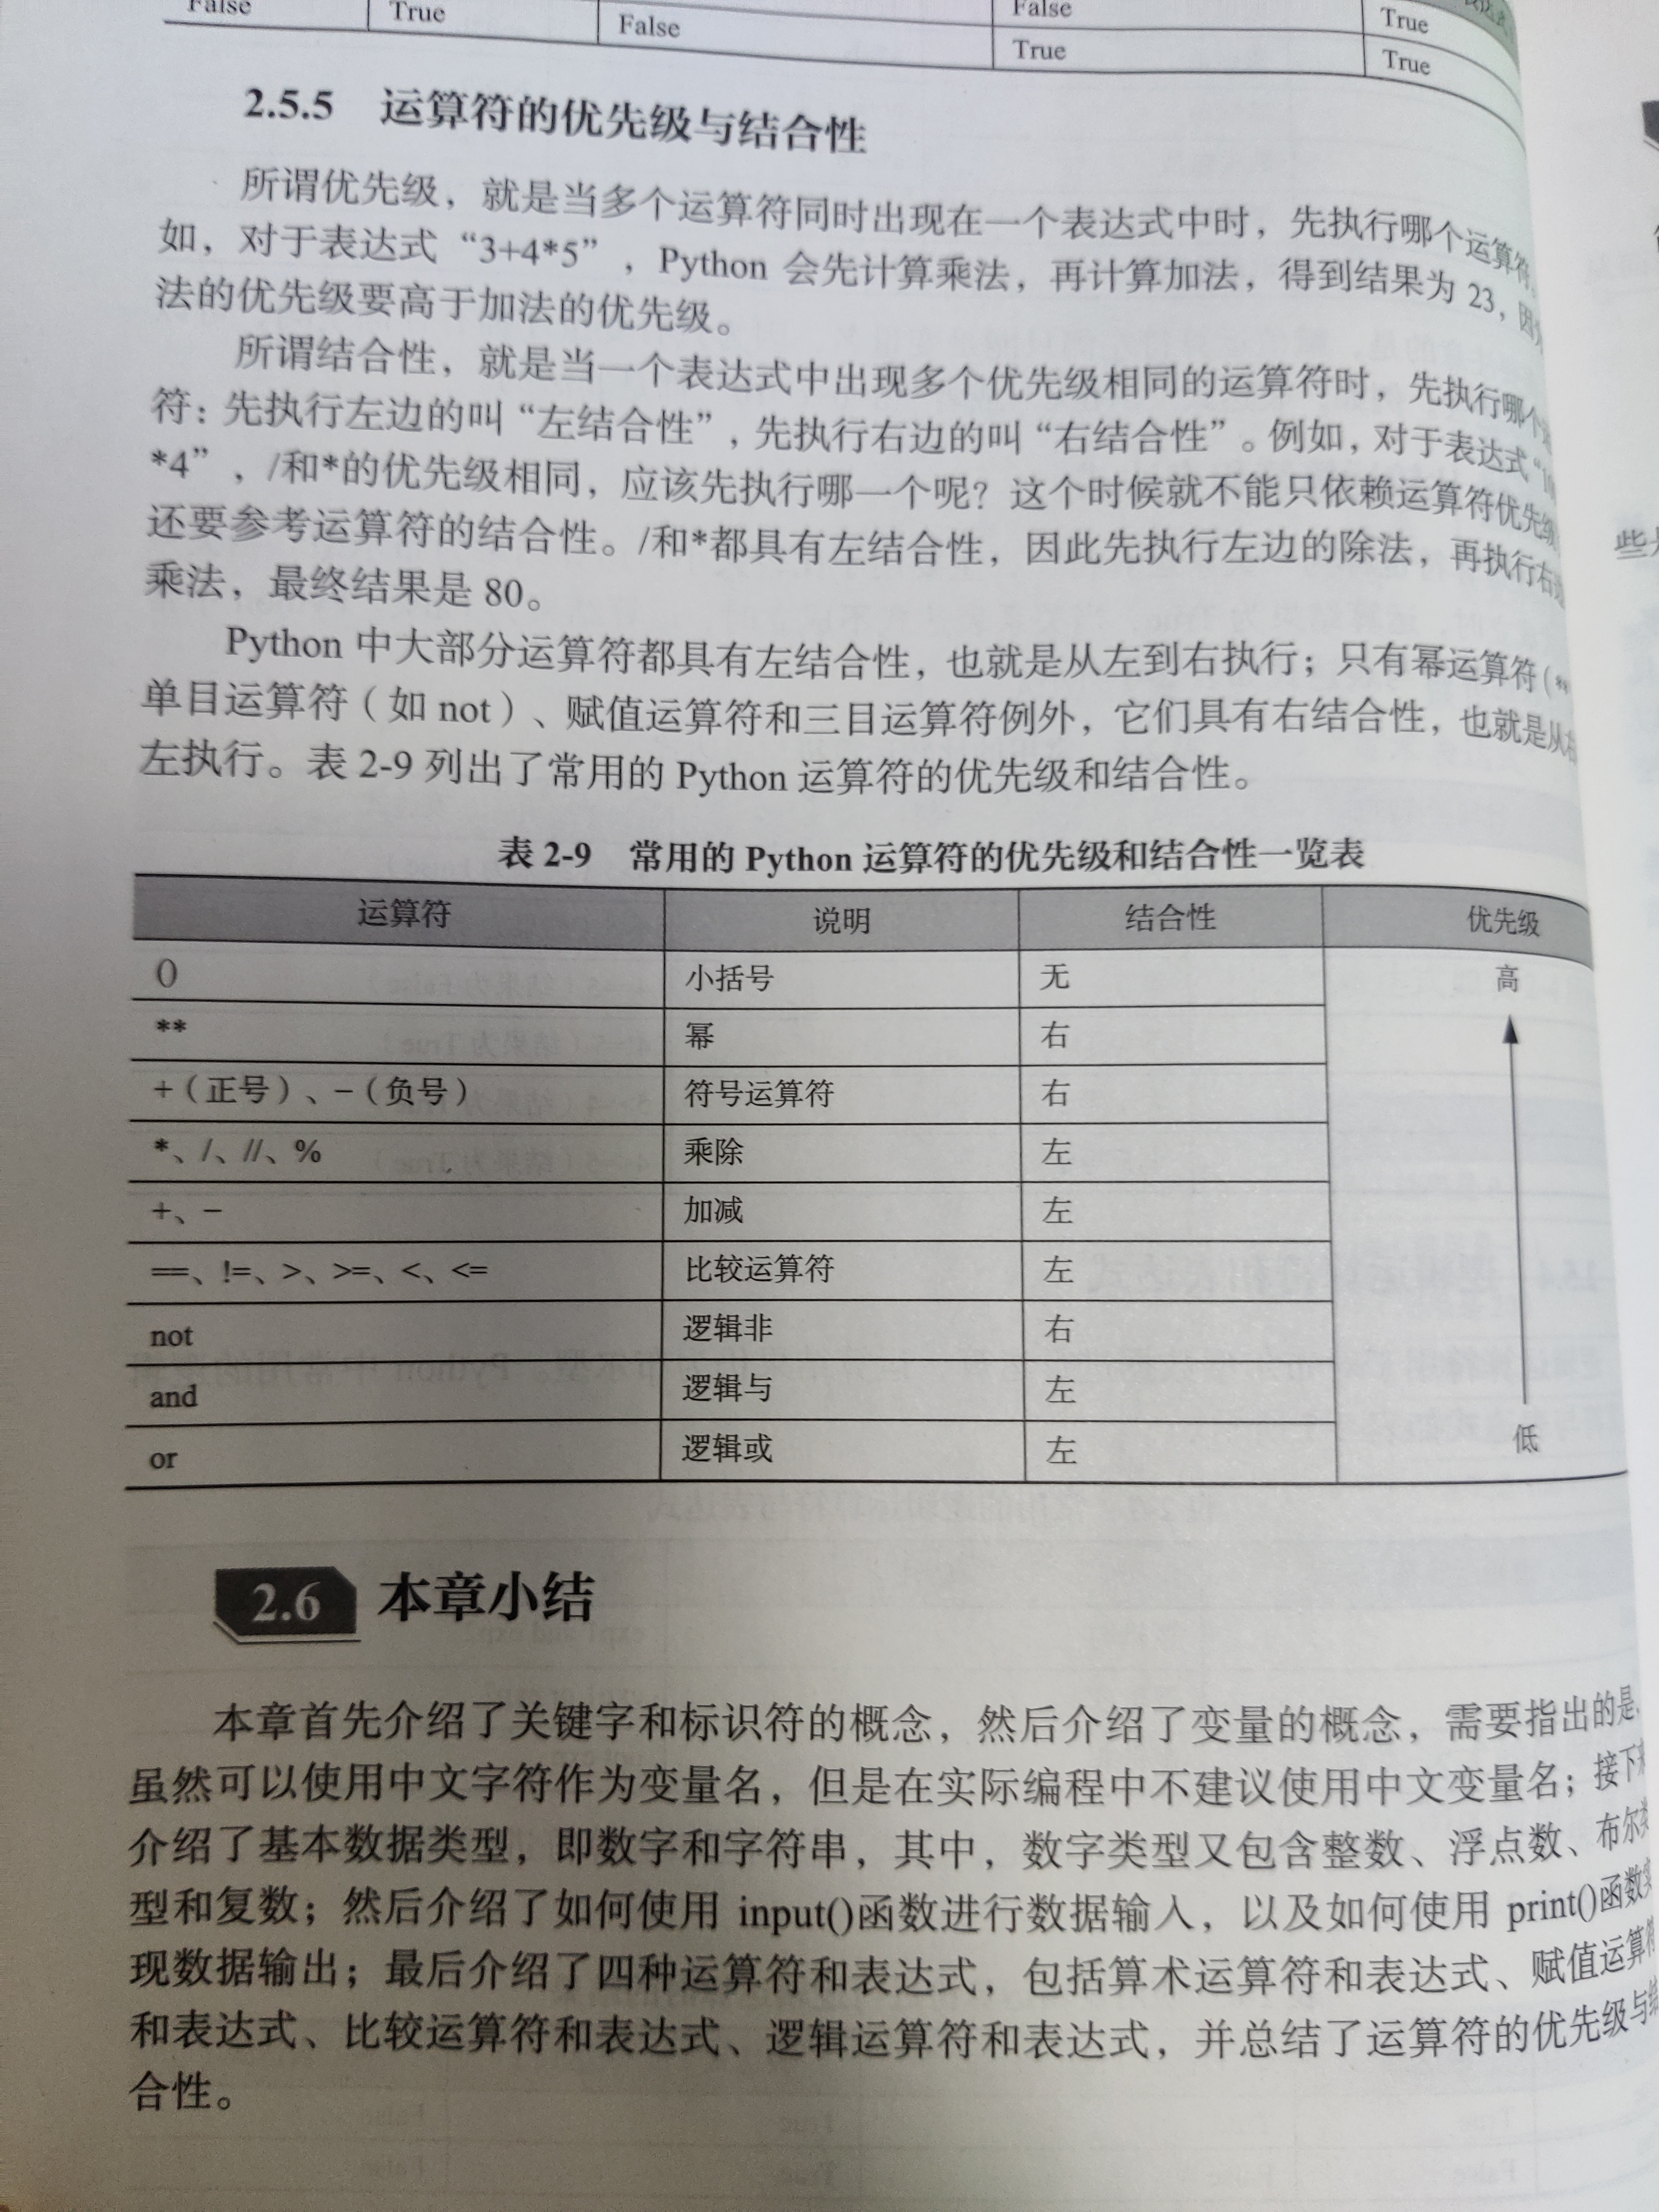 False True False False True
True True
2.5.5 运算符的优先级与结合性
所谓优先级，就是当多个运算符同时出现在一个表达式中时，先执行哪个运算符
如，对于表达式“3+4*5”，Python 会先计算乘法，再计算加法，得到结果为 23，因
法的优先级要高于加法的优先级。
所谓结合性，就是当一个表达式中出现多个优先级相同的运算符时，先执行哪个
符：先执行左边的叫“左结合性”，先执行右边的叫“右结合性”。例如，对于表达式
*4”，/和*的优先级相同，应该先执行哪一个呢？这个时候就不能只依赖运算符优先级
还要参考运算符的结合性。/和*都具有左结合性，因此先执行左边的除法，再执行右
乘法，最终结果是 80。
Python 中大部分运算符都具有左结合性，也就是从左到右执行；只有幂运算符(**
单目运算符（如 not）、赋值运算符和三目运算符例外，它们具有右结合性，也就是从
左执行。表 2-9 列出了常用的 Python 运算符的优先级和结合性。
表 2-9 常用的 Python 运算符的优先级和结合性一览表
运算符 说明 结合性 优先级
() 小括号 无 高
** 幂 右
+（正号）、−（负号） 符号运算符 右
*、/、//、% 乘除 左
+、− 加减 左
==、!=、>、>=、<、<= 比较运算符 左
not 逻辑非 右
and 逻辑与 左
or 逻辑或 左 低
2.6 本章小结
本章首先介绍了关键字和标识符的概念，然后介绍了变量的概念，需要指出的是，
虽然可以使用中文字符作为变量名，但是在实际编程中不建议使用中文变量名；接下
介绍了基本数据类型，即数字和字符串，其中，数字类型又包含整数、浮点数、布尔类
型和复数；然后介绍了如何使用 input()函数进行数据输入，以及如何使用 print()函数实
现数据输出；最后介绍了四种运算符和表达式，包括算术运算符和表达式、赋值运算符
和表达式、比较运算符和表达式、逻辑运算符和表达式，并总结了运算符的优先级与结
合性。